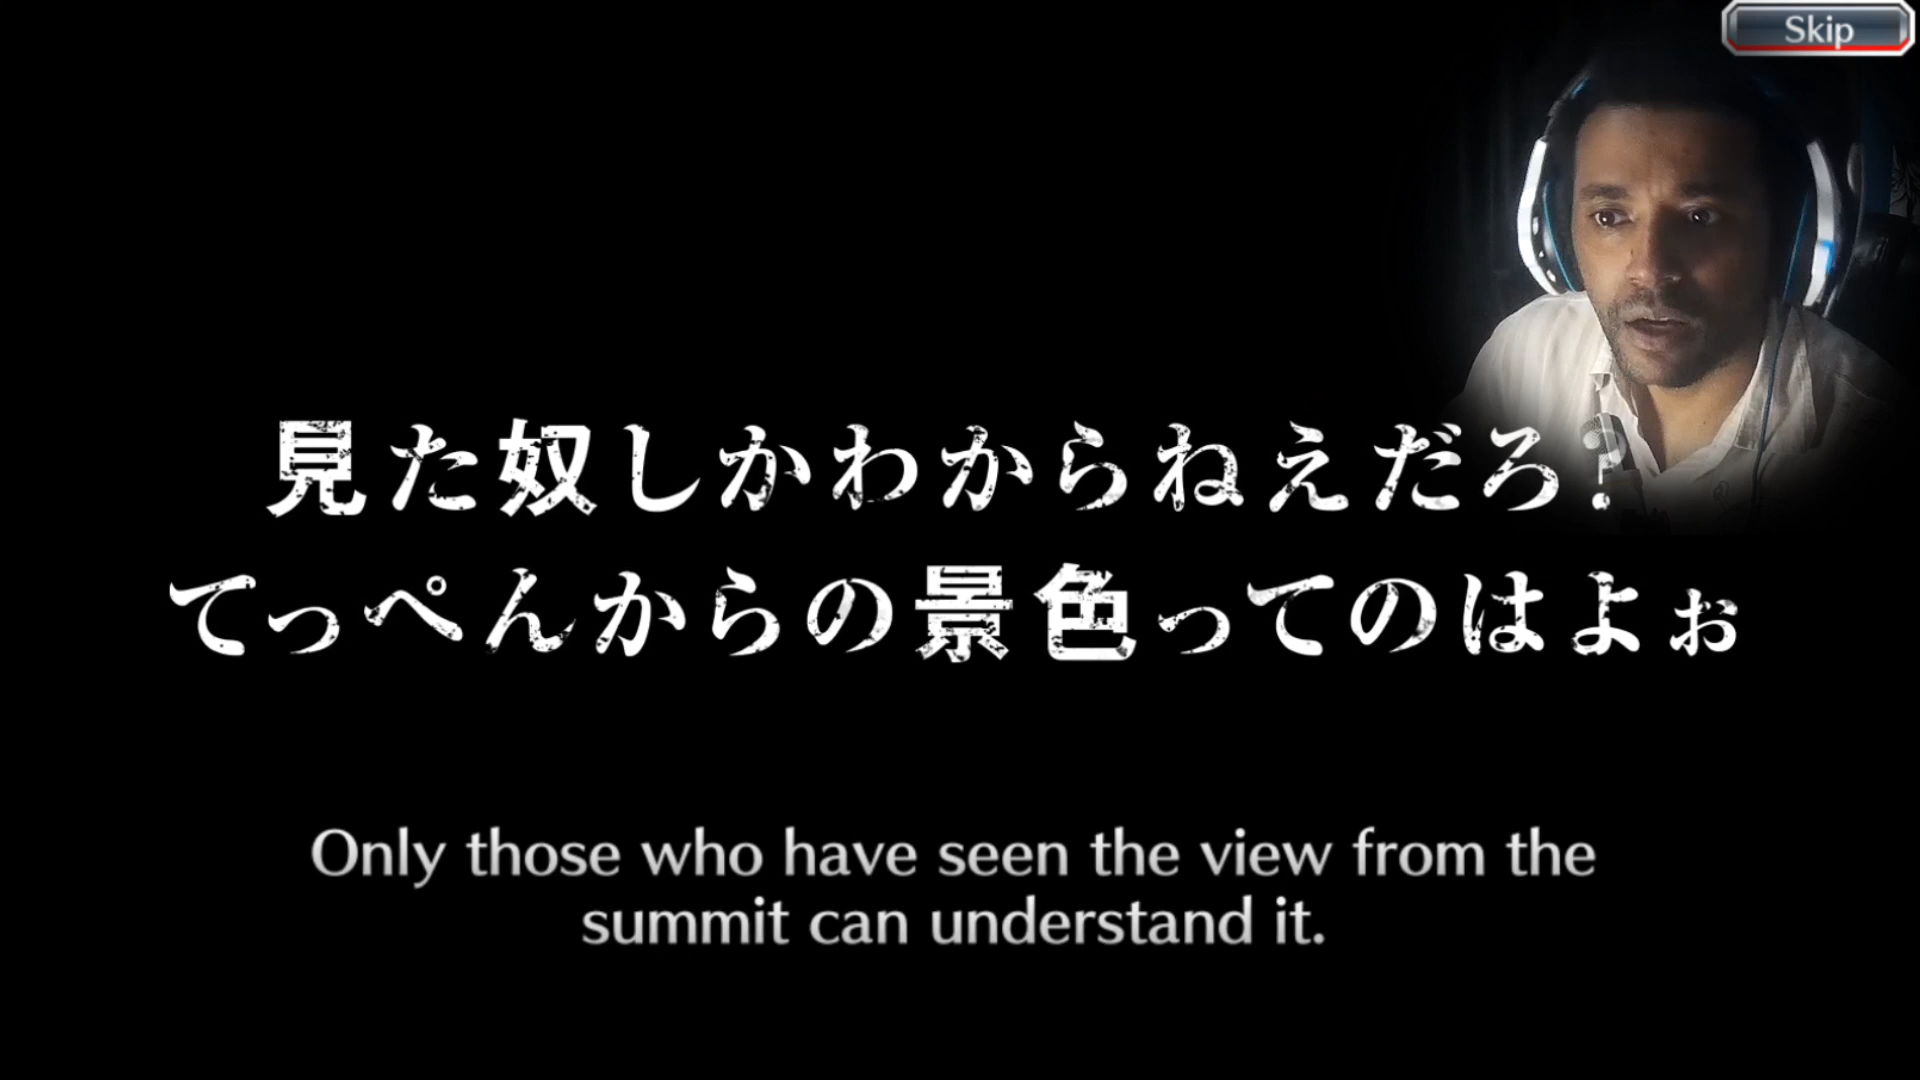 Skip
見た奴しかわからねえだろ?
てっぺんからの景色ってのはよぉ
Only those who have seen the view from the
summit can understand it.